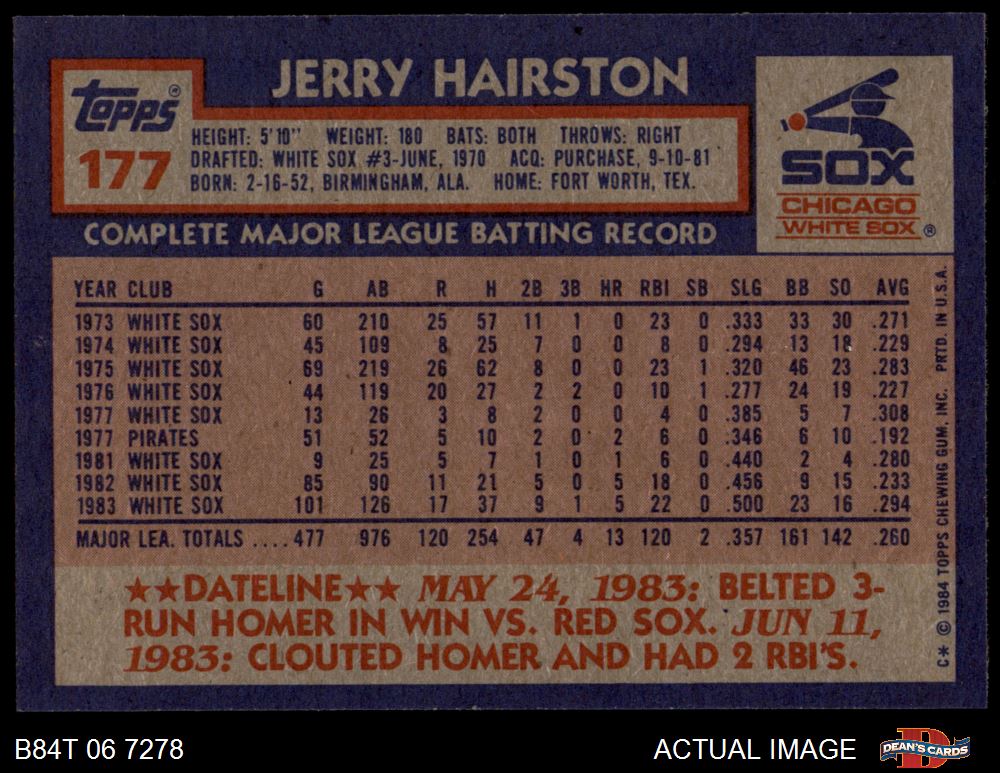 topps®
177
JERRY HAIRSTON
HEIGHT: 5'10" WEIGHT: 180 BATS: BOTH THROWS: RIGHT
DRAFTED: WHITE SOX #3-JUNE, 1970 ACQ: PURCHASE, 9-10-81
BORN: 2-16-52, BIRMINGHAM, ALA. HOME: FORT WORTH, TEX.
SOX
CHICAGO
WHITE SOX ®
COMPLETE MAJOR LEAGUE BATTING RECORD
YEAR CLUB G AB R H 2B 3B HR RBI SB SLG BB SO AVG
1973 WHITE SOX 60 210 25 57 11 1 0 23 0 .333 33 30 .271
1974 WHITE SOX 45 109 8 25 7 0 0 8 0 .294 13 18 .229
1975 WHITE SOX 69 219 26 62 8 0 0 23 1 .320 46 23 .283
1976 WHITE SOX 44 119 20 27 2 2 0 10 1 .277 24 19 .227
1977 WHITE SOX 13 26 3 8 2 0 0 4 0 .385 5 7 .308
1977 PIRATES 51 52 5 10 2 0 2 6 0 .346 6 10 .192
1981 WHITE SOX 9 25 5 7 1 0 1 6 0 .440 2 4 .280
1982 WHITE SOX 85 90 11 21 5 0 5 18 0 .456 9 15 .233
1983 WHITE SOX 101 126 17 37 9 1 5 22 0 .500 23 16 .294
MAJOR LEA. TOTALS ....477 976 120 254 47 4 13 120 2 .357 161 142 .260
★★DATELINE★★ MAY 24, 1983: BELTED 3-
RUN HOMER IN WIN VS. RED SOX. JUN 11,
1983: CLOUTED HOMER AND HAD 2 RBI'S.
C* © 1984 TOPPS CHEWING GUM, INC. PRTD. IN U.S.A.
B84T 06 7278
ACTUAL IMAGE
DEAN'S CARDS